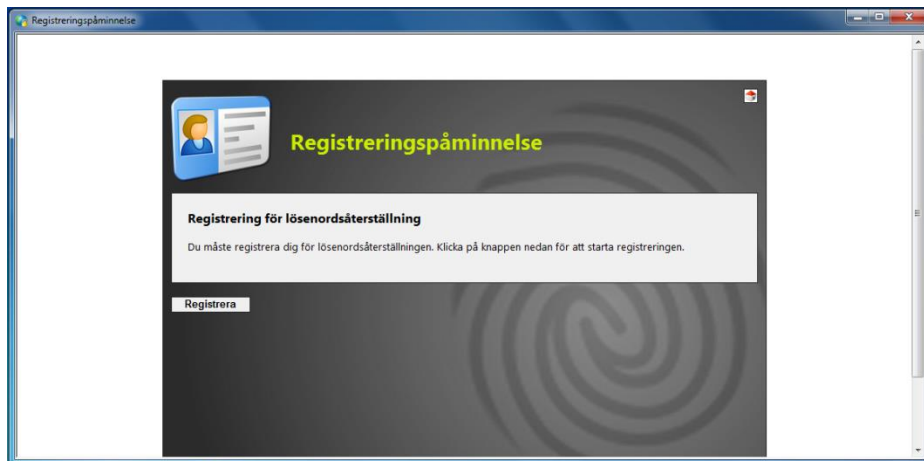 Registreringspåminnelse
Registreringspåminnelse
Registrering för lösenordsåterställning
Du måste registrera dig för lösenordsåterställningen. Klicka på knappen nedan för att starta registreringen.
Registrera